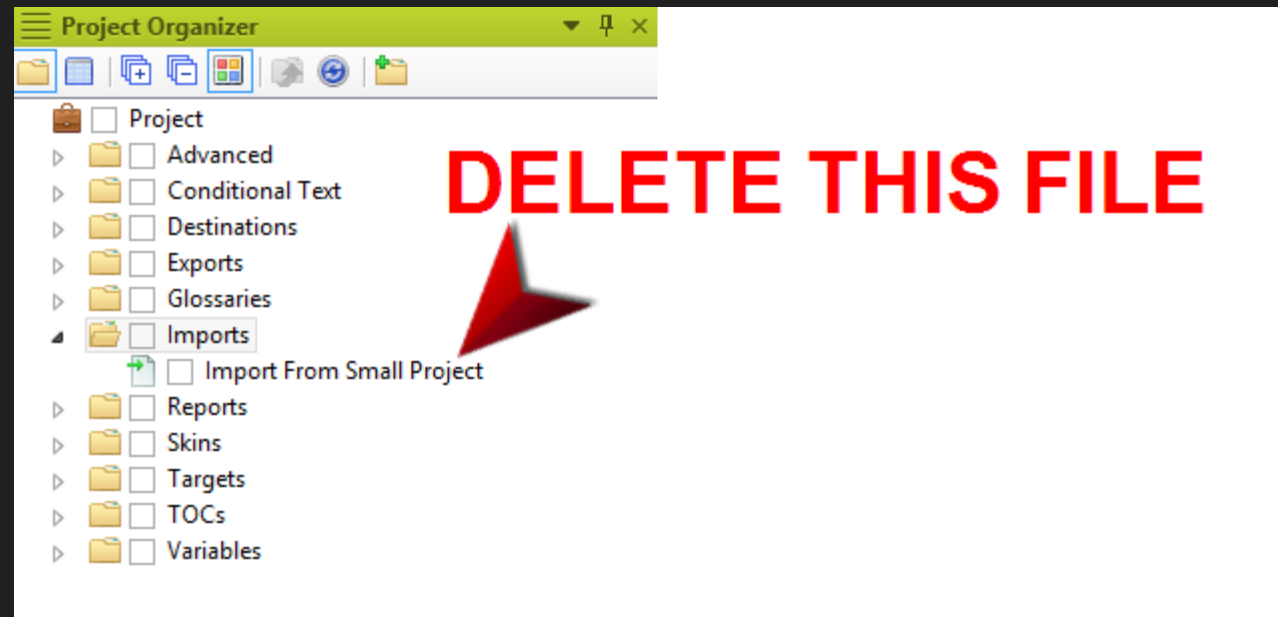 Project Organizer
Project
Advanced
DELETE THIS FILE
Conditional Text
Destinations
Exports
Glossaries
Imports
Import From Small Project
Reports
Skins
Targets
TOCs
Variables